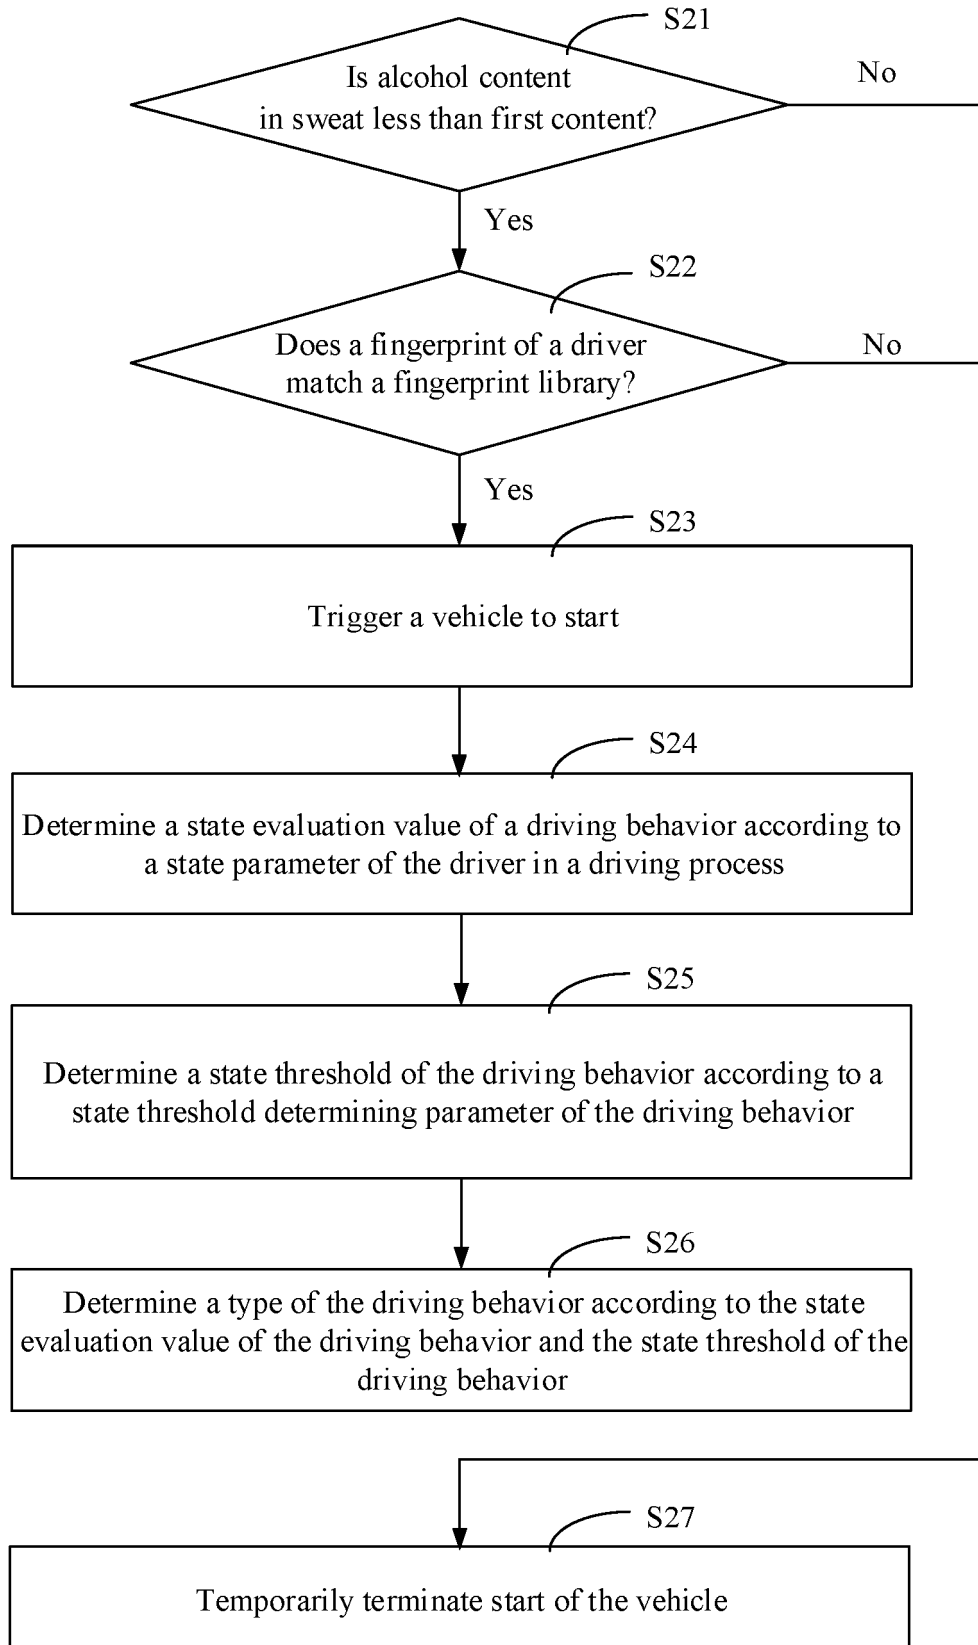 S21
Is alcohol content
in sweat less than first content?
No
Yes
S22
Does a fingerprint of a driver
match a fingerprint library?
No
Yes
S23
Trigger a vehicle to start
S24
Determine a state evaluation value of a driving behavior according to
a state parameter of the driver in a driving process
S25
Determine a state threshold of the driving behavior according to a
state threshold determining parameter of the driving behavior
S26
Determine a type of the driving behavior according to the state
evaluation value of the driving behavior and the state threshold of the
driving behavior
S27
Temporarily terminate start of the vehicle